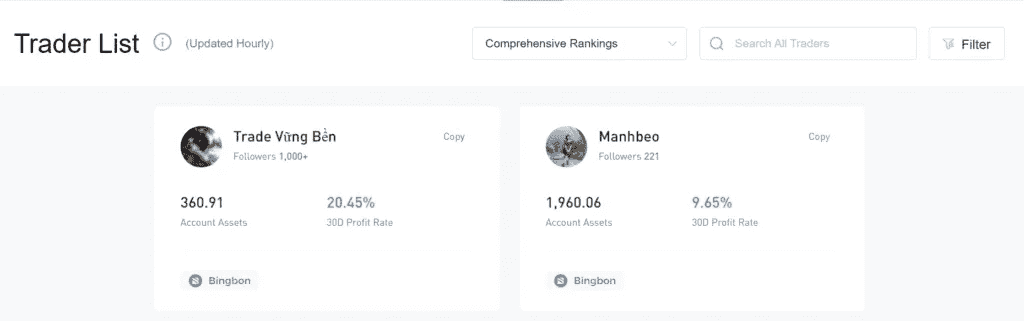 Trader List (Updated Hourly) Comprehensive Rankings Search All Traders Filter
Trade Vững Bền Copy
Followers 1,000+
360.91 20.45%
Account Assets 30D Profit Rate
Bingbon
Manhbeo Copy
Followers 221
1,960.06 9.65%
Account Assets 30D Profit Rate
Bingbon